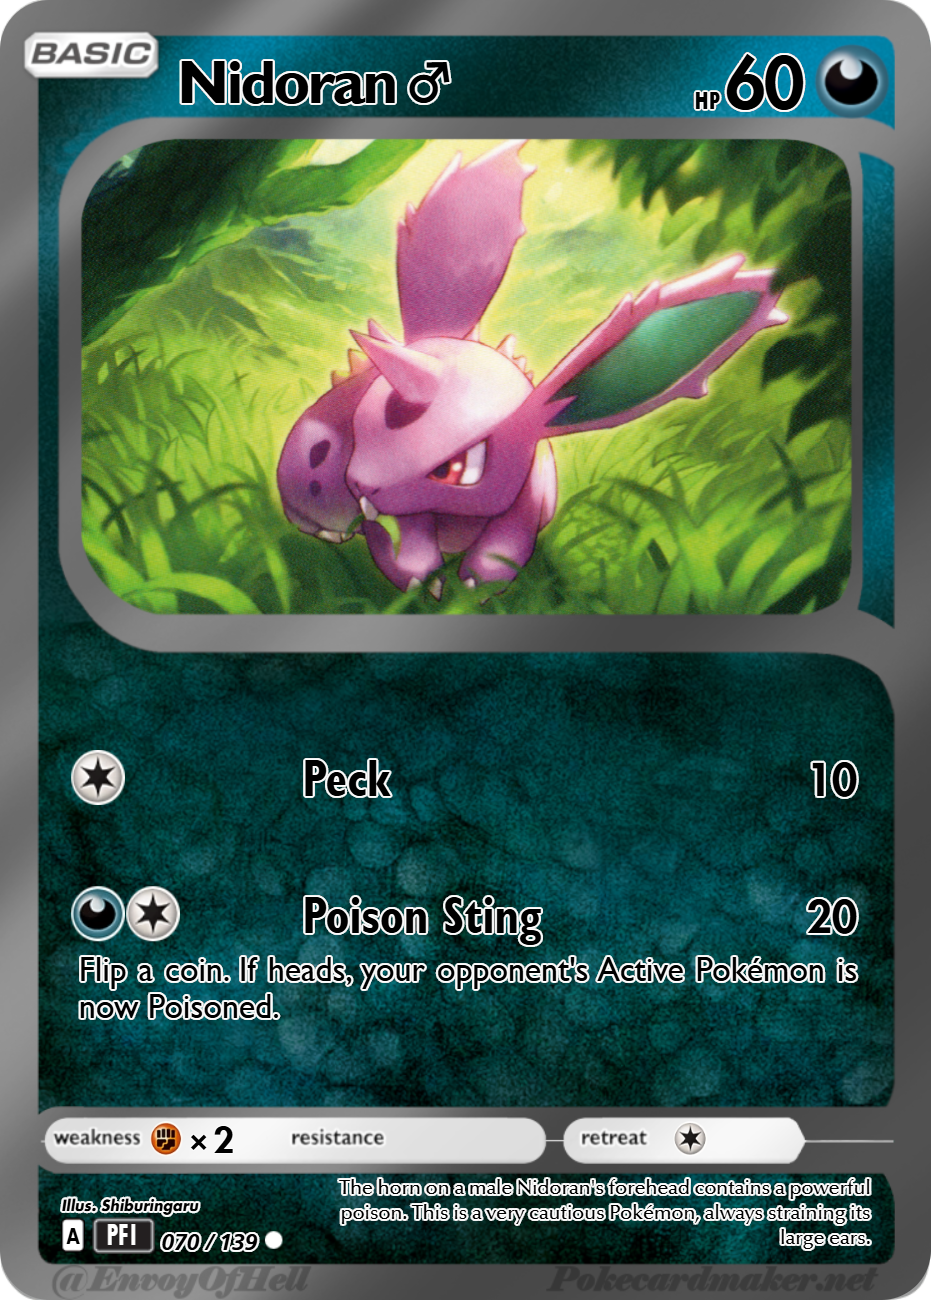 BASIC
Nidoran ♂
HP 60
Peck 10
Poison Sting 20
Flip a coin. If heads, your opponent's Active Pokémon is
now Poisoned.
weakness × 2 resistance retreat
The horn on a male Nidoran's forehead contains a powerful
poison. This is a very cautious Pokémon, always straining its
large ears.
Illus. Shiburingaru
A PFI 070 / 139
@EnvoyOfHell Pokecardmaker.net